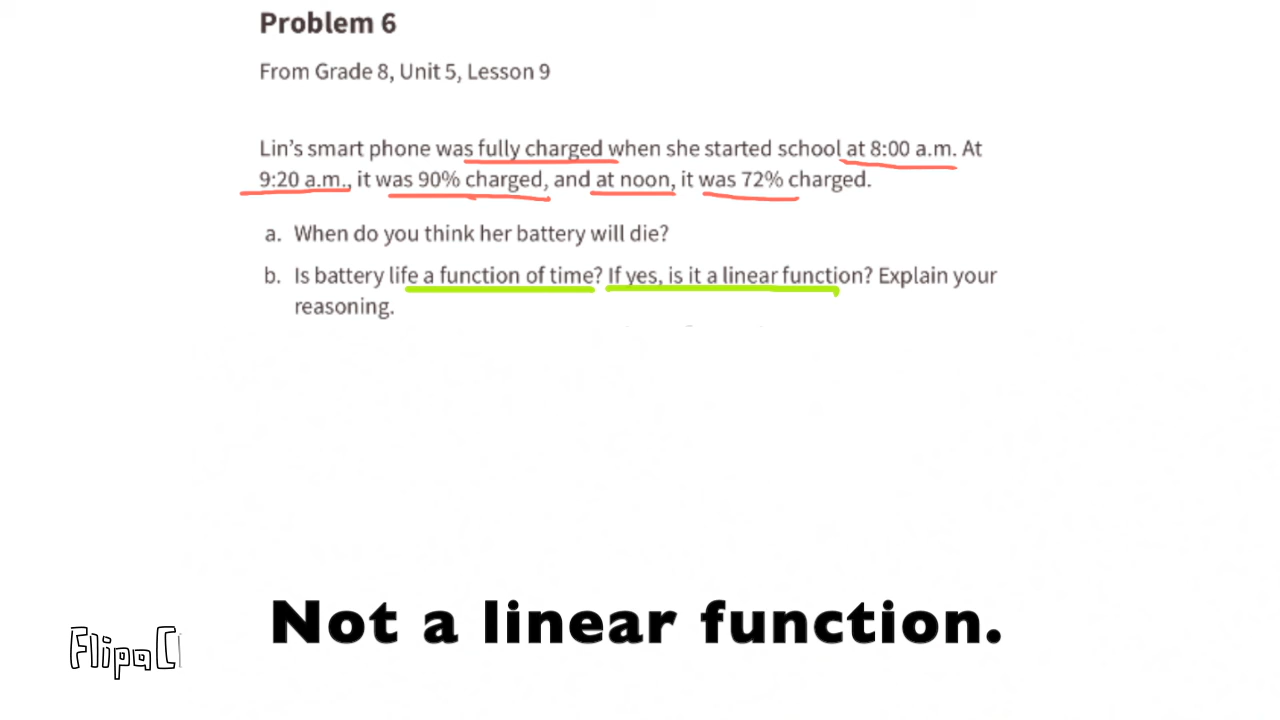 Problem 6
From Grade 8, Unit 5, Lesson 9
Lin's smart phone was fully charged when she started school at 8:00 a.m. At
9:20 a.m., it was 90% charged, and at noon, it was 72% charged.
a. When do you think her battery will die?
b. Is battery life a function of time? If yes, is it a linear function? Explain your
reasoning.
Not a linear function.
FlipaC